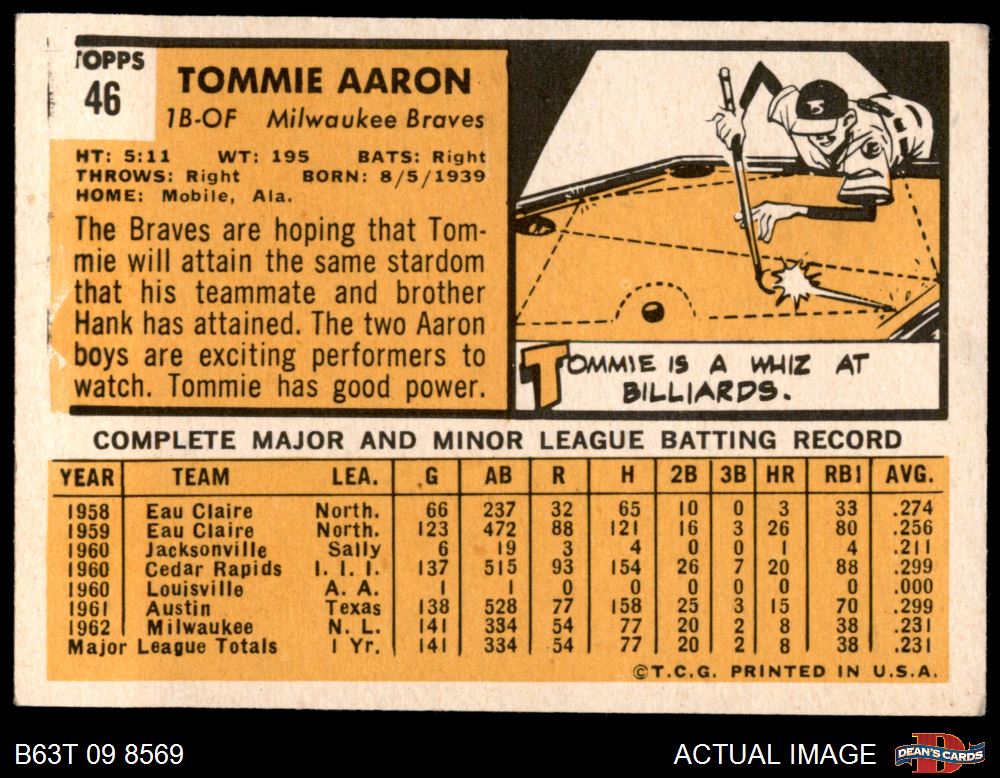 TOPPS
46
TOMMIE AARON
1B-OF Milwaukee Braves
HT: 5:11 WT: 195 BATS: Right
THROWS: Right BORN: 8/5/1939
HOME: Mobile, Ala.
The Braves are hoping that Tom-
mie will attain the same stardom
that his teammate and brother
Hank has attained. The two Aaron
boys are exciting performers to
watch. Tommie has good power.
TOMMIE IS A WHIZ AT
BILLIARDS.
COMPLETE MAJOR AND MINOR LEAGUE BATTING RECORD
YEAR TEAM LEA. G AB R H 2B 3B HR RBI AVG.
1958 Eau Claire North. 66 237 32 65 10 0 3 33 .274
1959 Eau Claire North. 123 472 88 121 16 3 26 80 .256
1960 Jacksonville Sally 6 19 3 4 0 0 1 4 .211
1960 Cedar Rapids I. I. I. 137 515 93 154 26 7 20 88 .299
1960 Louisville A. A. 1 1 0 0 0 0 0 0 .000
1961 Austin Texas 138 528 77 158 25 3 15 70 .299
1962 Milwaukee N. L. 141 334 54 77 20 2 8 38 .231
Major League Totals 1 Yr. 141 334 54 77 20 2 8 38 .231
©T.C.G. PRINTED IN U.S.A.
B63T 09 8569 ACTUAL IMAGE DEAN'S CARDS